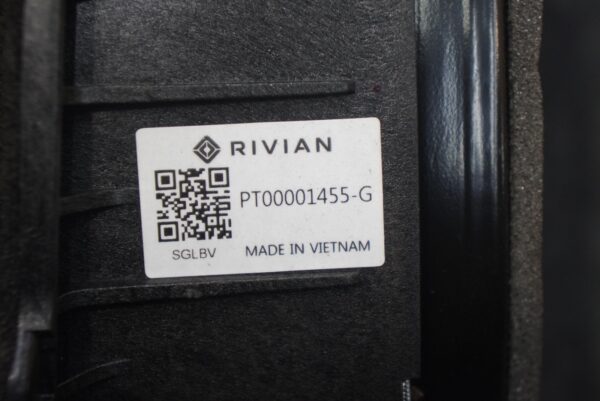 RIVIAN
PT00001455-G
SGLBV
MADE IN VIETNAM